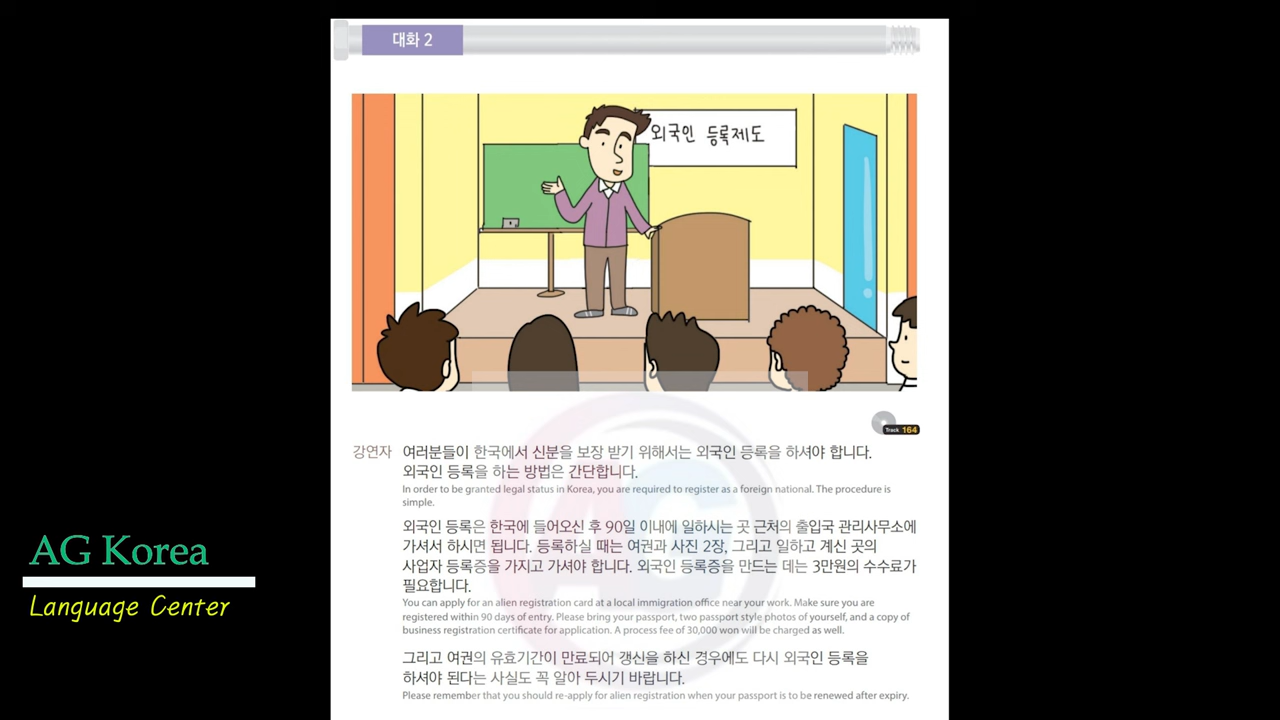 대화 2
외국인 등록제도
Track 164
강연자 여러분들이 한국에서 신분을 보장 받기 위해서는 외국인 등록을 하셔야 합니다.
외국인 등록을 하는 방법은 간단합니다.
In order to be granted legal status in Korea, you are required to register as a foreign national. The procedure is
simple.
외국인 등록은 한국에 들어오신 후 90일 이내에 일하시는 곳 근처의 출입국 관리사무소에
가셔서 하시면 됩니다. 등록하실 때는 여권과 사진 2장, 그리고 일하고 계신 곳의
사업자 등록증을 가지고 가셔야 합니다. 외국인 등록증을 만드는 데는 3만원의 수수료가
필요합니다.
You can apply for an alien registration card at a local immigration office near your work. Make sure you are
registered within 90 days of entry. Please bring your passport, two passport style photos of yourself, and a copy of
business registration certificate for application. A process fee of 30,000 won will be charged as well.
그리고 여권의 유효기간이 만료되어 갱신을 하신 경우에도 다시 외국인 등록을
하셔야 된다는 사실도 꼭 알아 두시기 바랍니다.
Please remember that you should re-apply for alien registration when your passport is to be renewed after expiry.
AG Korea
Language Center
AG